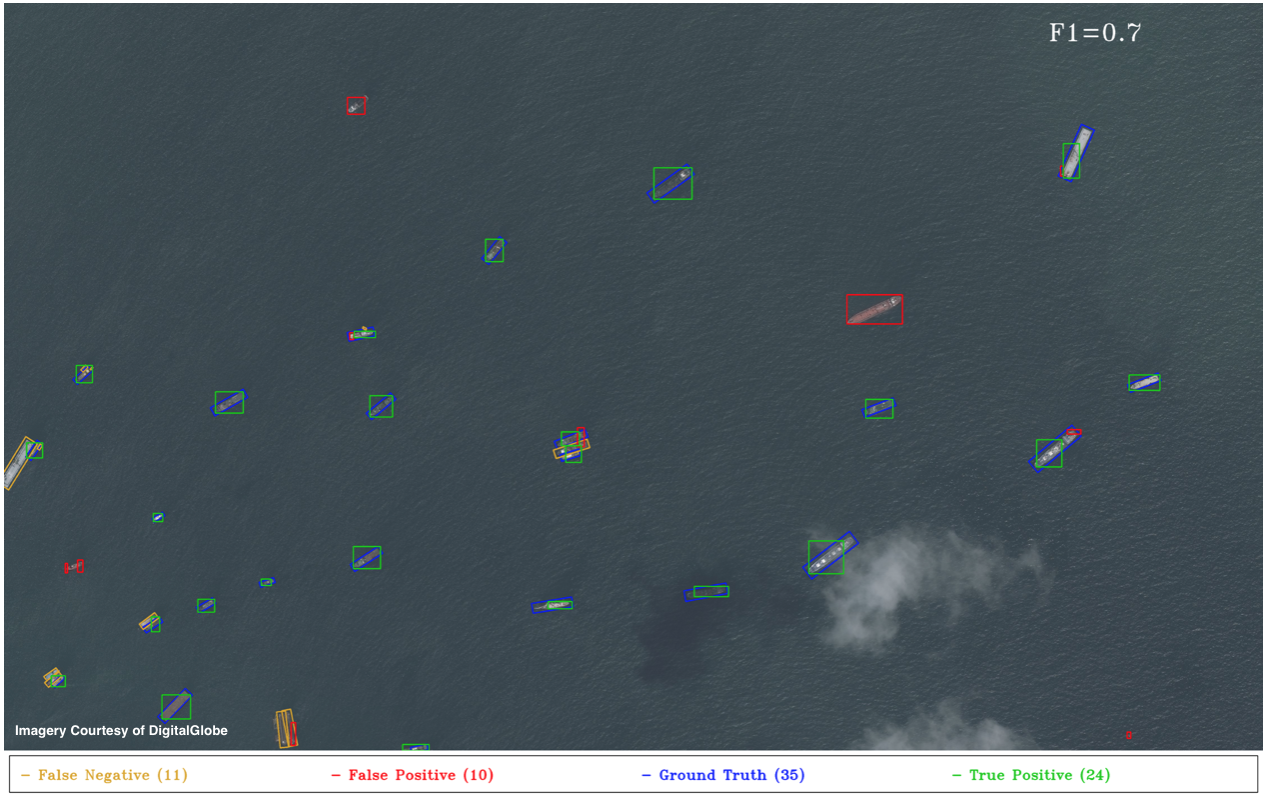 F1=0.7
Imagery Courtesy of DigitalGlobe
– False Negative (11) – False Positive (10) – Ground Truth (35) – True Positive (24)